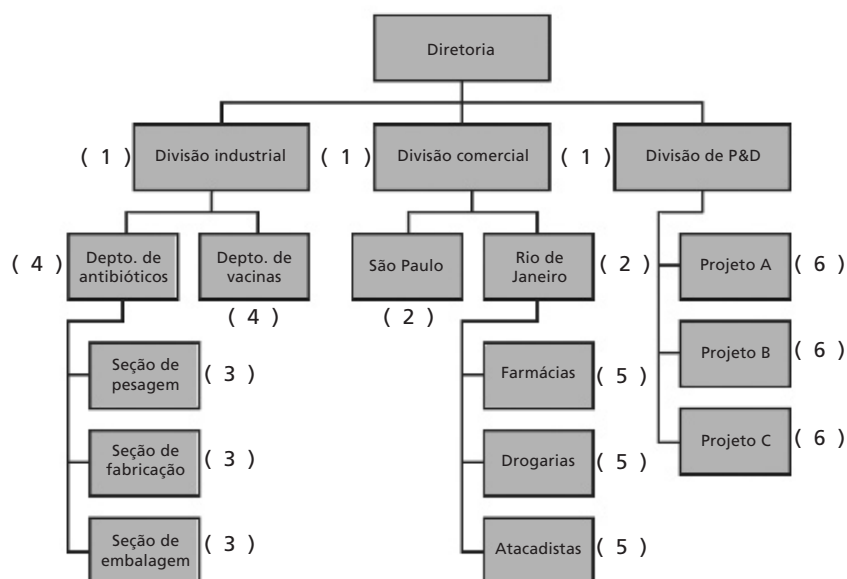 Diretoria
( 1 ) Divisão industrial ( 1 ) Divisão comercial ( 1 ) Divisão de P&D
( 4 ) Depto. de
antibióticos
Depto. de
vacinas
( 4 )
São Paulo
( 2 )
Rio de
Janeiro
( 2 )
Projeto A ( 6 )
Seção de
pesagem
( 3 )
Farmácias ( 5 )
Projeto B ( 6 )
Seção de
fabricação
( 3 )
Drogarias ( 5 )
Projeto C ( 6 )
Seção de
embalagem
( 3 )
Atacadistas ( 5 )